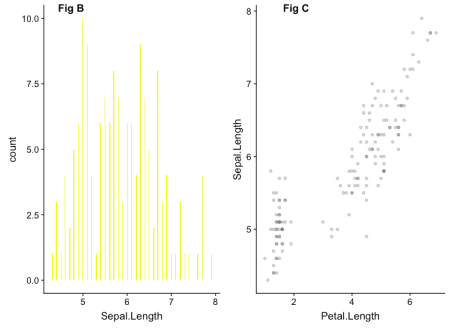 Fig B
10.0
7.5
5.0
2.5
0.0
count
5
6
7
8
Sepal.Length
Fig C
8
7
6
5
Sepal.Length
2
4
6
Petal.Length